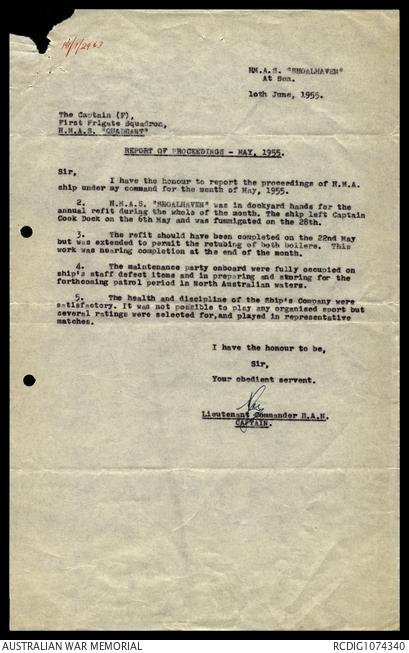 HM.A.S. "SHOALHAVEN"
At Sea.
10th June, 1955.
The Captain (F),
First Frigate Squadron,
H.M.A.S. "QUADRANT"
REPORT OF PROCEEDINGS - MAY, 1955.
Sir,
I have the honour to report the proceedings of H.M.A.
ship under my command for the month of May, 1955.
2. H.M.A.S. "SHOALHAVEN" was in dockyard hands for the
annual refit during the whole of the month. The ship left Captain
Cook Dock on the 6th May and was fumigated on the 28th.
3. The refit should have been completed on the 22nd May
but was extended to permit the retubing of both boilers. This
work was nearing completion at the end of the month.
4. The maintenance party onboard were fully occupied on
ship's staff defect items and in preparing and storing for the
forthcoming patrol period in North Australian waters.
5. The health and discipline of the Ship's Company were
satisfactory. It was not possible to play any organised sport but
several ratings were selected for,and played in representative
matches.
I have the honour to be,
Sir,
Your obedient servent.
Lieutenant Commander R.A.N.
CAPTAIN.
AUSTRALIAN WAR MEMORIAL
RCDIG1074340